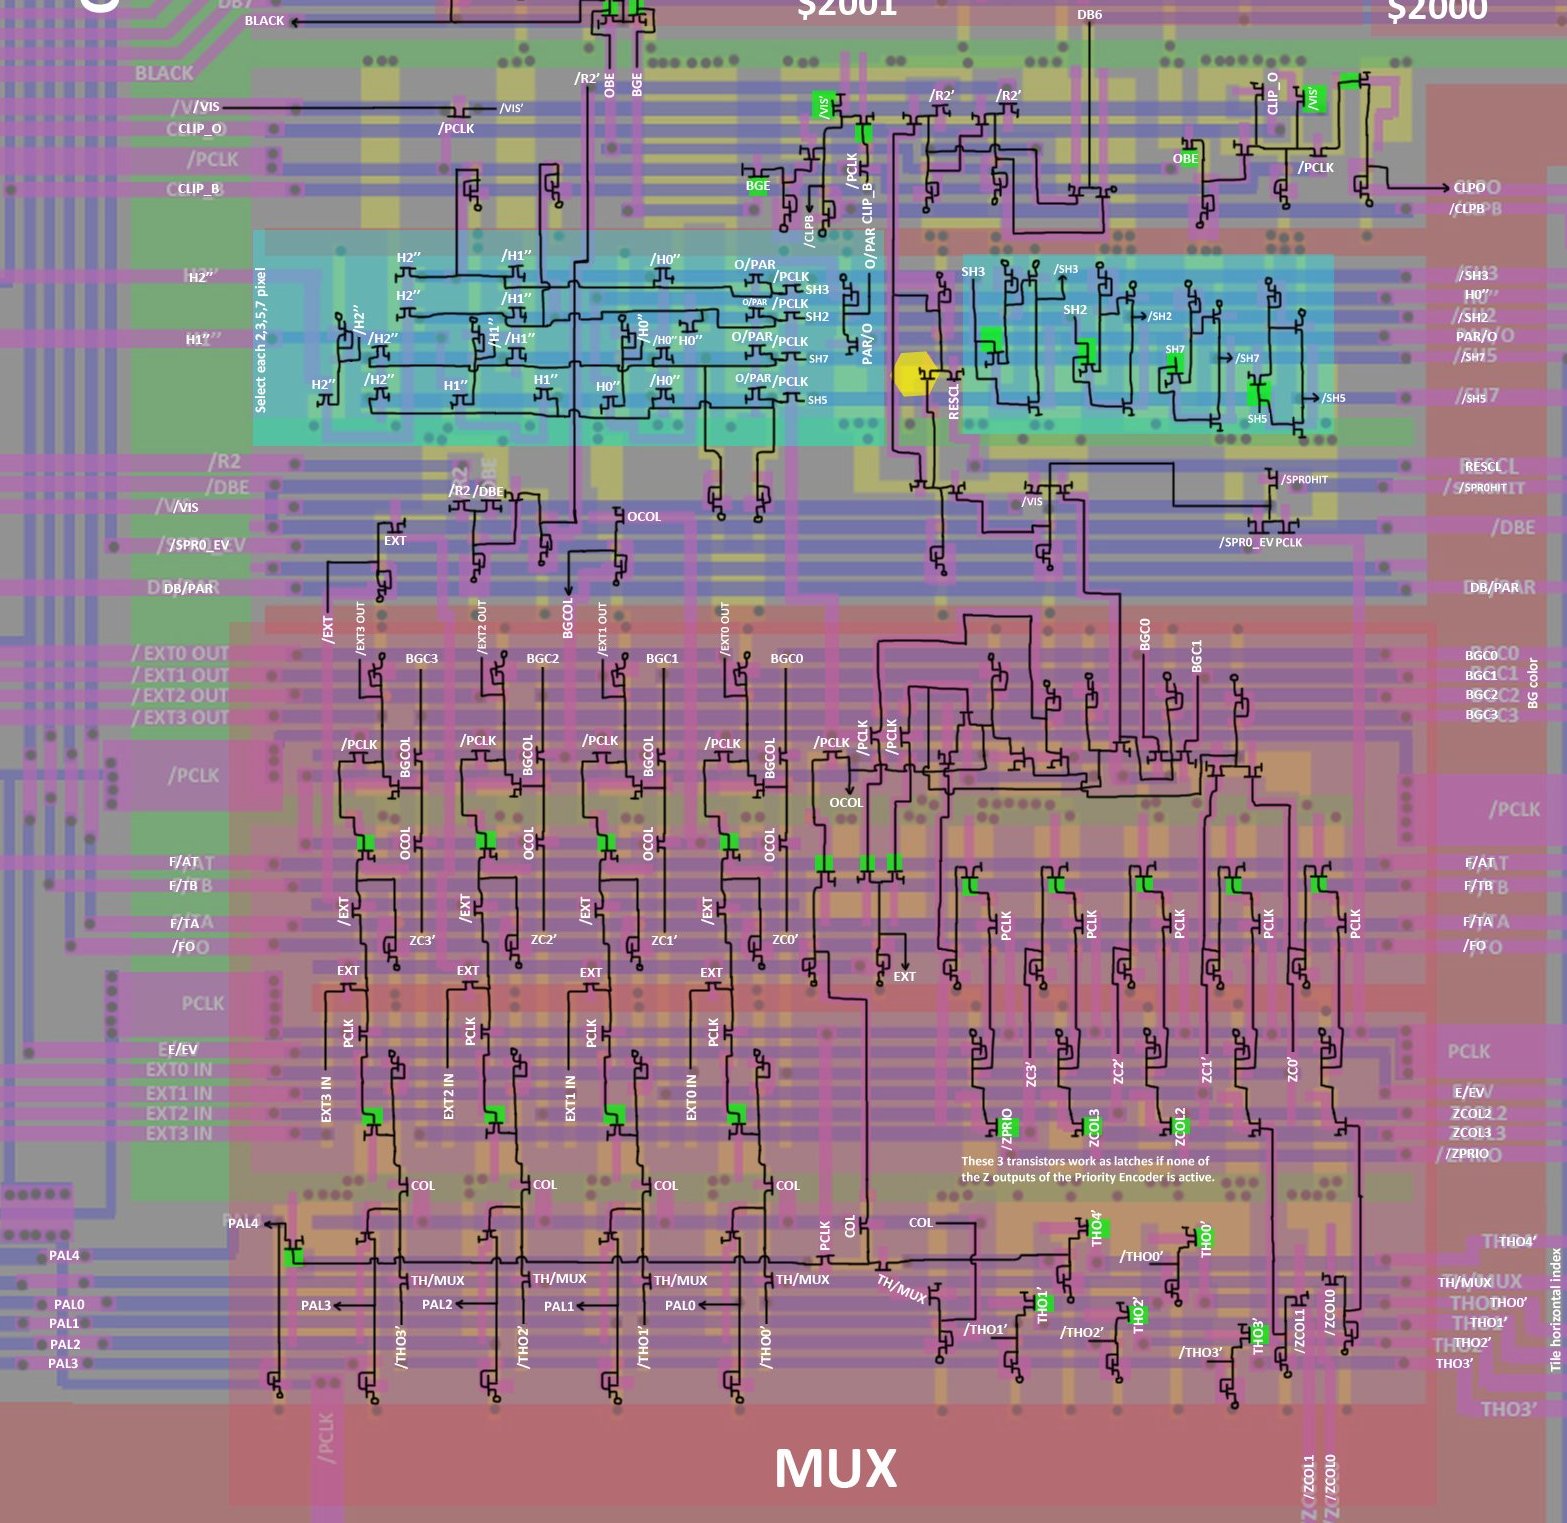 $2001
$2000
DB7
BLACK
DB6
/R2'
OBE
BGE
BLACK
/VIS
/VIS'
/PCLK
CLIP_O
/PCLK
CLIP_B
/VIS'
/R2'
/R2'
CLIP_O
/VIS'
/PCLK
OBE
BGE
/PCLK
/CLPB
O/PAR CLIP_B
CLPO
/CLPB
Select each 2,3,5,7 pixel
H2''
H2''
/H1''
/H0''
O/PAR
/PCLK
SH3
H2''
/H1''
O/PAR
/PCLK
SH2
/H2''
/H2''
/H1''
/H1''
/H0''
/H0''
H0''
O/PAR
/PCLK
SH7
H2''
/H2''
H1''
H1''
H0''
/H0''
O/PAR
/PCLK
SH5
H1''
PAR/O
RESCL
SH3
/SH3
SH2
/SH2
SH7
/SH7
SH5
/SH5
/SH3
H0''
/SH2
PAR/O
/SH7
/SH5
/R2
/DBE
/VIS
/SPR0_EV
DB/PAR
/R2
/DBE
EXT
OCOL
/VIS
/SPR0HIT
/SPR0_EV
PCLK
RESCL
/SPR0HIT
/DBE
DB/PAR
/EXT
/EXT3 OUT
/EXT2 OUT
BGCOL
/EXT1 OUT
/EXT0 OUT
BGC3
BGC2
BGC1
BGC0
BGC0
BGC1
/ EXT0 OUT
/ EXT1 OUT
/ EXT2 OUT
/ EXT3 OUT
BGC0
BGC1
BGC2
BGC3
BG color
/PCLK
/PCLK
BGCOL
/PCLK
BGCOL
/PCLK
BGCOL
/PCLK
BGCOL
/PCLK
/PCLK
/PCLK
OCOL
/PCLK
OCOL
OCOL
OCOL
OCOL
F/AT
F/TB
F/TA
/FO
F/AT
F/TB
F/TA
/FO
/EXT
/EXT
/EXT
/EXT
ZC3'
ZC2'
ZC1'
ZC0'
EXT
PCLK
PCLK
PCLK
PCLK
PCLK
EXT
EXT
EXT
EXT
PCLK
PCLK
PCLK
PCLK
PCLK
PCLK
E/EV
EXT0 IN
EXT1 IN
EXT2 IN
EXT3 IN
EXT3 IN
EXT2 IN
EXT1 IN
EXT0 IN
ZC3'
ZC2'
ZC1'
ZC0'
/ZPRIO
ZCOL3
ZCOL2
E/EV
ZCOL2
ZCOL3
/ZPRIO
These 3 transistors work as latches if none of
the Z outputs of the Priority Encoder is active.
COL
COL
COL
COL
PAL4
PCLK
COL
COL
THO4'
/THO0'
THO0'
THO4'
PAL4
TH/MUX
TH/MUX
TH/MUX
TH/MUX
TH/MUX
TH/MUX
PAL0
PAL1
PAL2
PAL3
PAL3
PAL2
PAL1
PAL0
/THO3'
/THO2'
/THO1'
/THO0'
/THO1'
THO1'
/THO2'
THO2'
/THO3'
THO3'
/ZCOL1
/ZCOL0
THO0'
THO1'
THO2'
THO3'
THO3'
Tile horizontal index
/PCLK
MUX
/ZCOL1
/ZCOL0